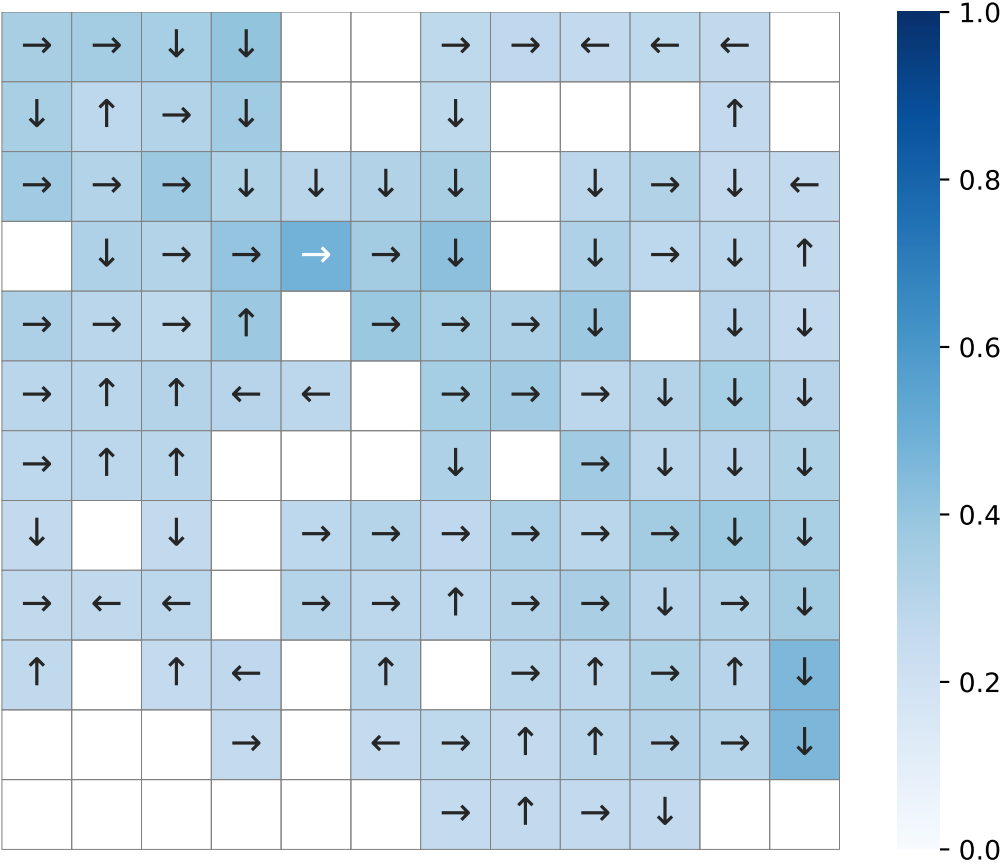 → → ↓ ↓ → → ← ← ←
↓ ↑ → ↓ ↓ ↑
→ → → ↓ ↓ ↓ ↓ ↓ → ↓ ←
↓ → → → → ↓ ↓ → ↓ ↑
→ → → ↑ → → → ↓ ↓ ↓
→ ↑ ↑ ← ← → → → ↓ ↓ ↓
→ ↑ ↑ ↓ → ↓ ↓ ↓
↓ ↓ → → → → → → ↓ ↓
→ ← ← → → ↑ → → ↓ → ↓
↑ ↑ ← ↑ → ↑ → ↑ ↓
→ ← → ↑ ↑ → → ↓
→ ↑ → ↓
1.0
0.8
0.6
0.4
0.2
0.0